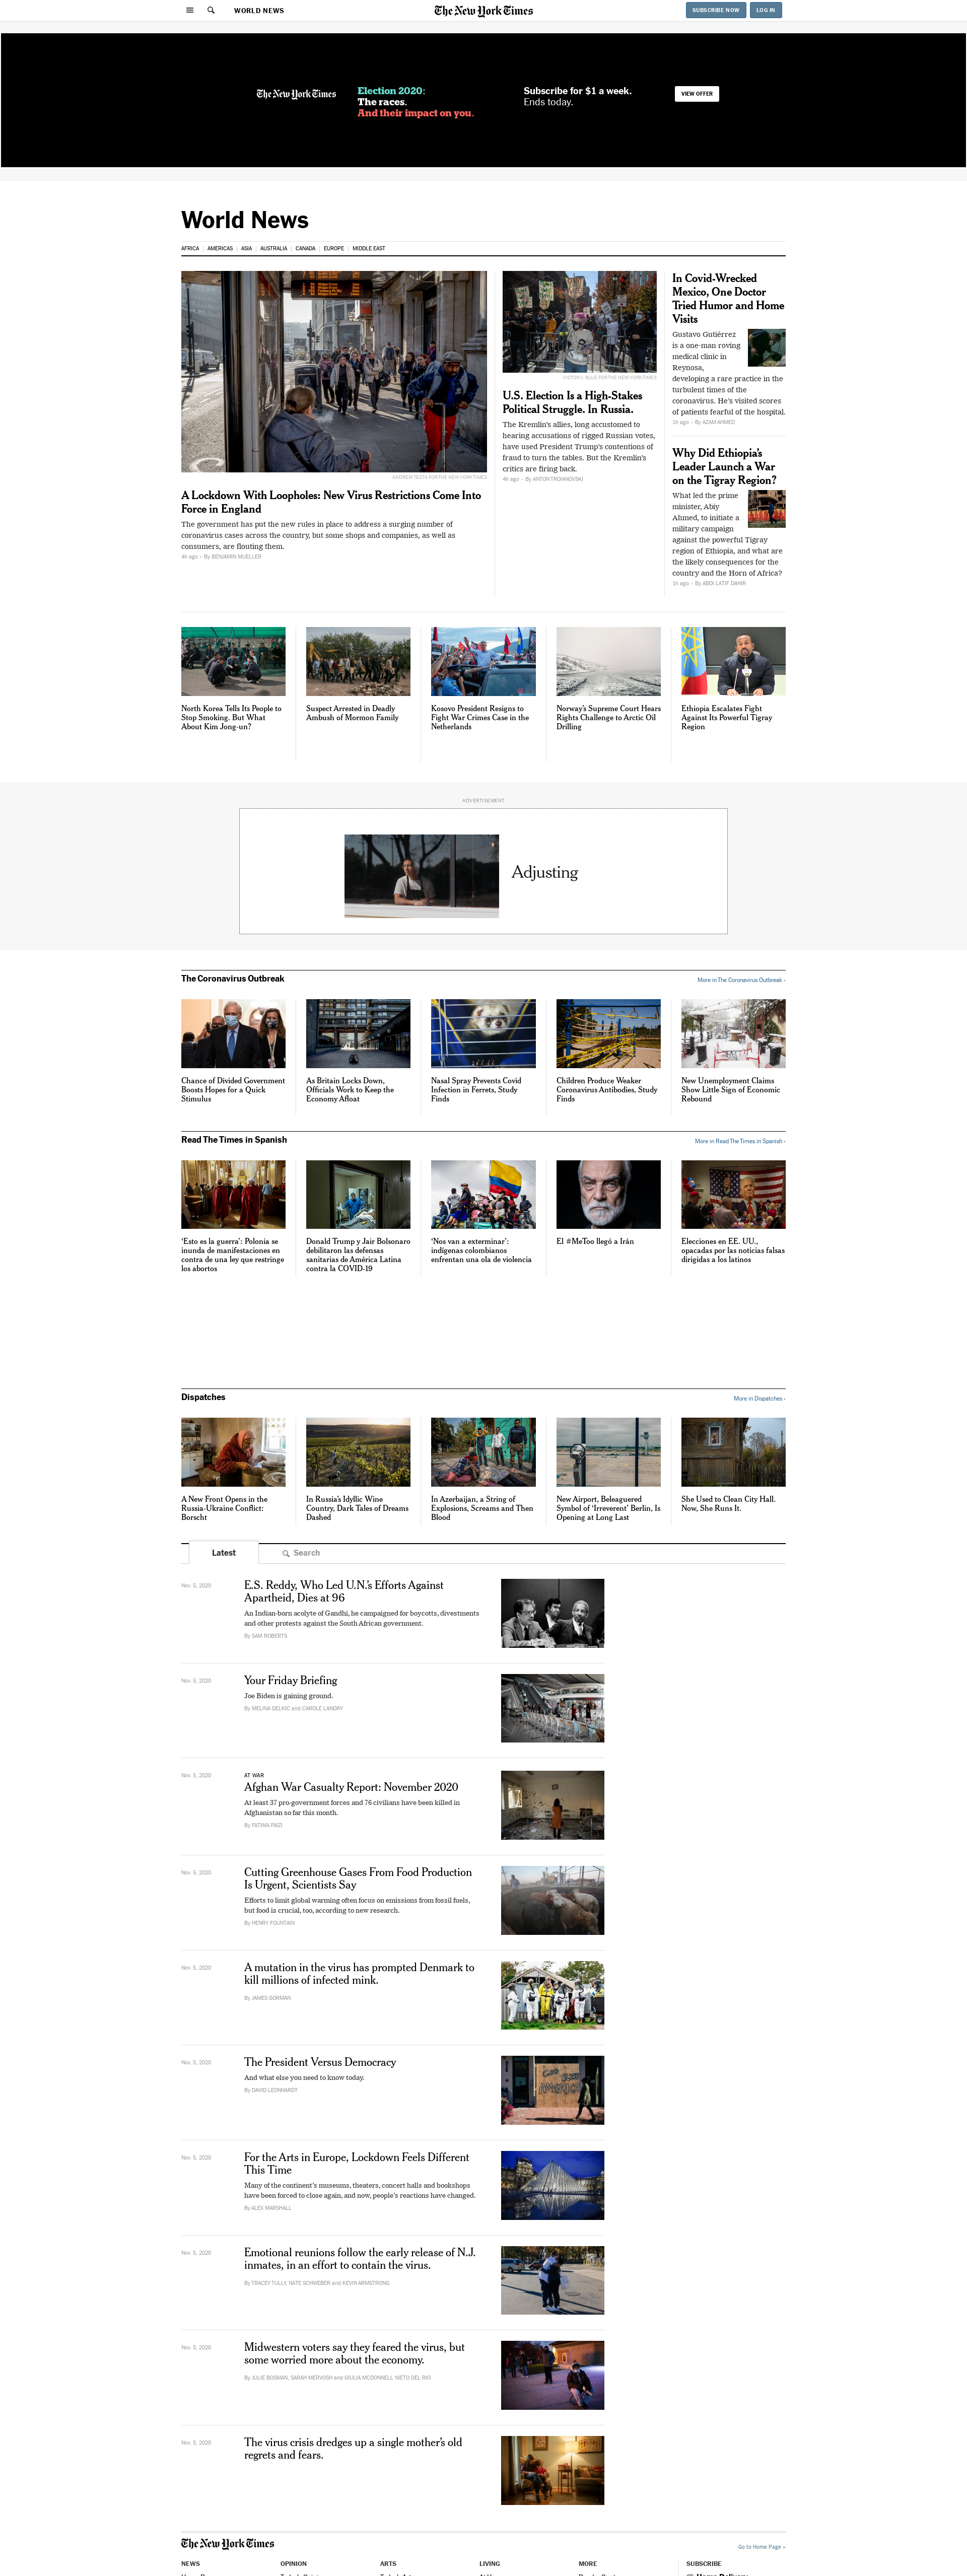 WORLD NEWS
The New York Times
SUBSCRIBE NOW
LOG IN
The New York Times
Election 2020:
The races.
And their impact on you.
Subscribe for $1 a week.
Ends today.
VIEW OFFER
World News
AFRICA
AMERICAS
ASIA
AUSTRALIA
CANADA
EUROPE
MIDDLE EAST
ANDREW TESTA FOR THE NEW YORK TIMES
A Lockdown With Loopholes: New Virus Restrictions Come Into
Force in England
The government has put the new rules in place to address a surging number of
coronavirus cases across the country, but some shops and companies, as well as
consumers, are flouting them.
4h ago - By BENJAMIN MUELLER
VICTOR J. BLUE FOR THE NEW YORK TIMES
U.S. Election Is a High-Stakes
Political Struggle. In Russia.
The Kremlin's allies, long accustomed to
hearing accusations of rigged Russian votes,
have used President Trump's contentions of
fraud to turn the tables. But the Kremlin's
critics are firing back.
4h ago - By ANTON TROIANOVSKI
In Covid-Wrecked
Mexico, One Doctor
Tried Humor and Home
Visits
Gustavo Gutiérrez
is a one-man roving
medical clinic in
Reynosa,
developing a rare practice in the
turbulent times of the
coronavirus. He's visited scores
of patients fearful of the hospital.
1h ago - By AZAM AHMED
Why Did Ethiopia's
Leader Launch a War
on the Tigray Region?
What led the prime
minister, Abiy
Ahmed, to initiate a
military campaign
against the powerful Tigray
region of Ethiopia, and what are
the likely consequences for the
country and the Horn of Africa?
1h ago - By ABDI LATIF DAHIR
North Korea Tells Its People to
Stop Smoking. But What
About Kim Jong-un?
Suspect Arrested in Deadly
Ambush of Mormon Family
Kosovo President Resigns to
Fight War Crimes Case in the
Netherlands
Norway's Supreme Court Hears
Rights Challenge to Arctic Oil
Drilling
Ethiopia Escalates Fight
Against Its Powerful Tigray
Region
ADVERTISEMENT
Adjusting
The Coronavirus Outbreak
More in The Coronavirus Outbreak ›
Chance of Divided Government
Boosts Hopes for a Quick
Stimulus
As Britain Locks Down,
Officials Work to Keep the
Economy Afloat
Nasal Spray Prevents Covid
Infection in Ferrets, Study
Finds
Children Produce Weaker
Coronavirus Antibodies, Study
Finds
New Unemployment Claims
Show Little Sign of Economic
Rebound
Read The Times in Spanish
More in Read The Times in Spanish ›
'Esto es la guerra': Polonia se
inunda de manifestaciones en
contra de una ley que restringe
los abortos
Donald Trump y Jair Bolsonaro
debilitaron las defensas
sanitarias de América Latina
contra la COVID-19
'Nos van a exterminar':
indígenas colombianos
enfrentan una ola de violencia
El #MeToo llegó a Irán
Elecciones en EE. UU.,
opacadas por las noticias falsas
dirigidas a los latinos
Dispatches
More in Dispatches ›
A New Front Opens in the
Russia-Ukraine Conflict:
Borscht
In Russia's Idyllic Wine
Country, Dark Tales of Dreams
Dashed
In Azerbaijan, a String of
Explosions, Screams and Then
Blood
New Airport, Beleaguered
Symbol of 'Irreverent' Berlin, Is
Opening at Long Last
She Used to Clean City Hall.
Now, She Runs It.
Latest
Search
Nov. 5, 2020
E.S. Reddy, Who Led U.N.'s Efforts Against
Apartheid, Dies at 96
An Indian-born acolyte of Gandhi, he campaigned for boycotts, divestments
and other protests against the South African government.
By SAM ROBERTS
Nov. 5, 2020
Your Friday Briefing
Joe Biden is gaining ground.
By MELINA DELKIC and CAROLE LANDRY
Nov. 5, 2020
AT WAR
Afghan War Casualty Report: November 2020
At least 37 pro-government forces and 76 civilians have been killed in
Afghanistan so far this month.
By FATIMA FAIZI
Nov. 5, 2020
Cutting Greenhouse Gases From Food Production
Is Urgent, Scientists Say
Efforts to limit global warming often focus on emissions from fossil fuels,
but food is crucial, too, according to new research.
By HENRY FOUNTAIN
Nov. 5, 2020
A mutation in the virus has prompted Denmark to
kill millions of infected mink.
By JAMES GORMAN
Nov. 5, 2020
The President Versus Democracy
And what else you need to know today.
By DAVID LEONHARDT
Nov. 5, 2020
For the Arts in Europe, Lockdown Feels Different
This Time
Many of the continent's museums, theaters, concert halls and bookshops
have been forced to close again, and now, people's reactions have changed.
By ALEX MARSHALL
Nov. 5, 2020
Emotional reunions follow the early release of N.J.
inmates, in an effort to contain the virus.
By TRACEY TULLY, NATE SCHWEBER and KEVIN ARMSTRONG
Nov. 5, 2020
Midwestern voters say they feared the virus, but
some worried more about the economy.
By JULIE BOSMAN, SARAH MERVOSH and GIULIA MCDONNELL NIETO DEL RIO
Nov. 5, 2020
The virus crisis dredges up a single mother's old
regrets and fears.
The New York Times
Go to Home Page »
NEWS
OPINION
ARTS
LIVING
MORE
SUBSCRIBE